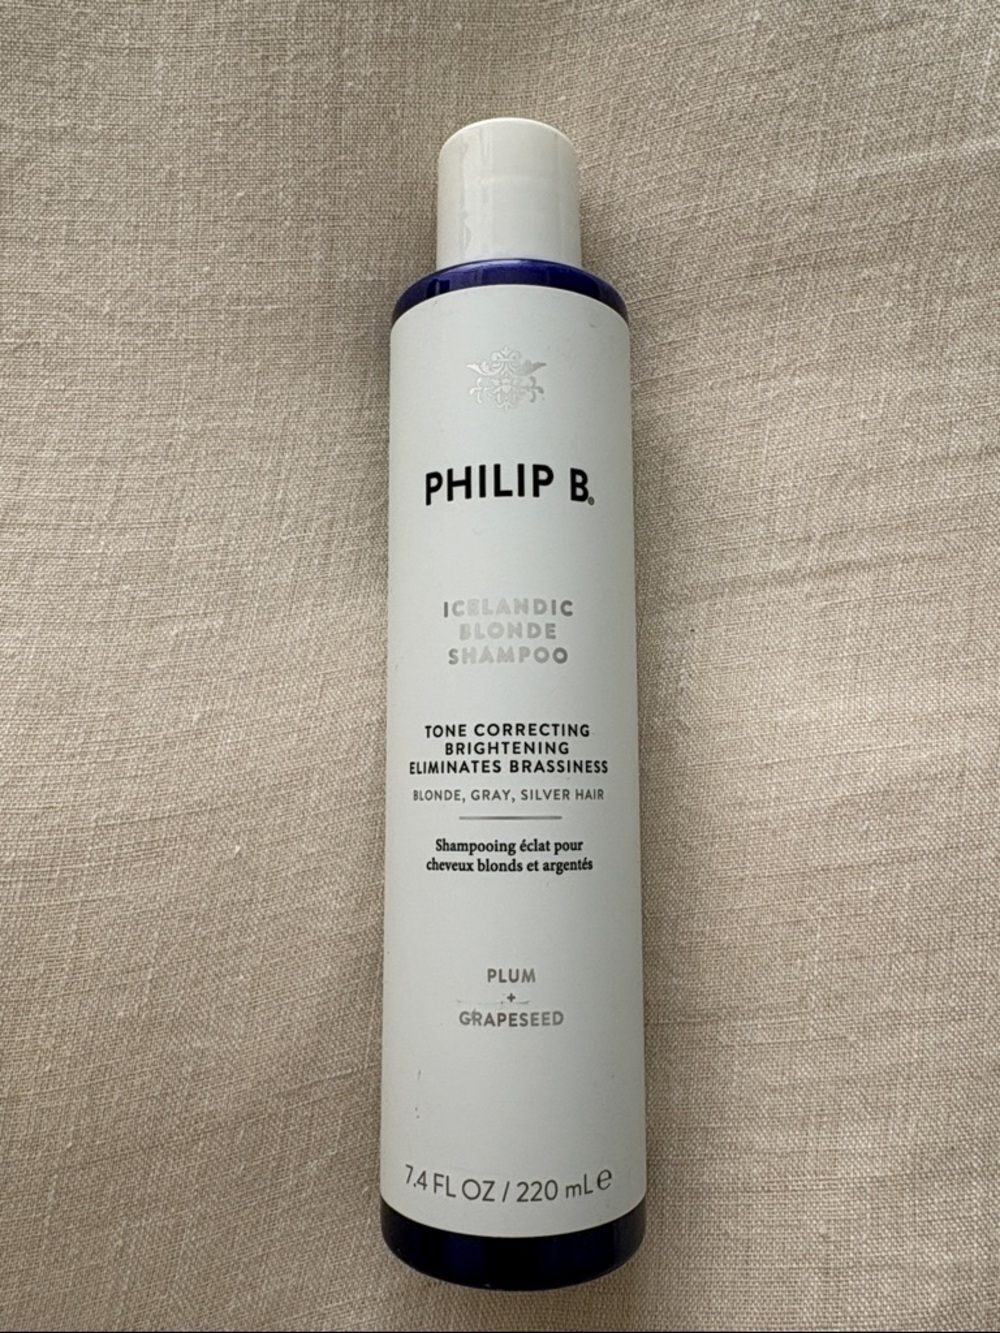 PHILIP B.®
ICELANDIC
BLONDE
SHAMPOO
TONE CORRECTING
BRIGHTENING
ELIMINATES BRASSINESS
BLONDE, GRAY, SILVER HAIR
Shampooing éclat pour
cheveux blonds et argentés
PLUM
+
GRAPESEED
7.4 FL OZ / 220 mL ℮